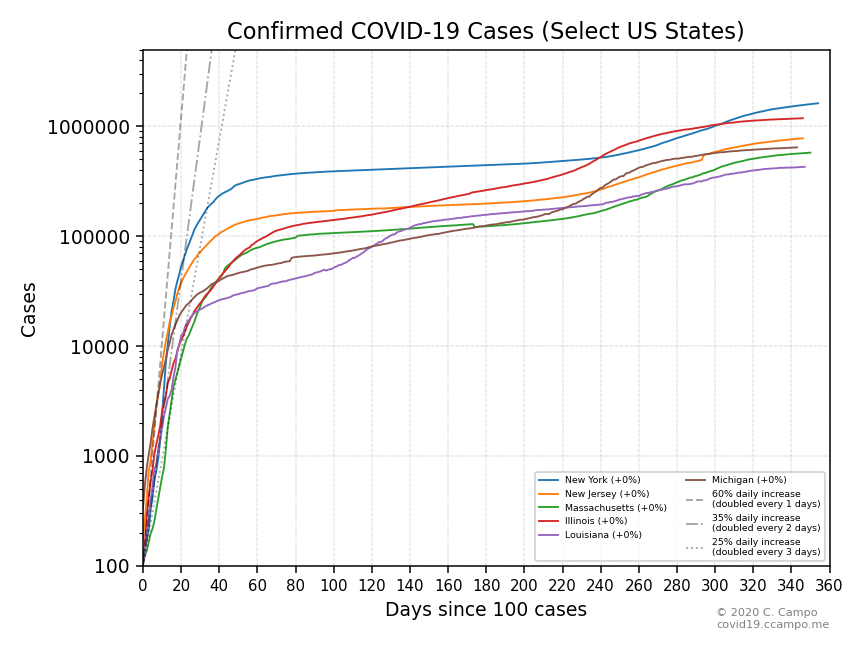 Confirmed COVID-19 Cases (Select US States)
Cases
1000000
100000
10000
1000
100
0 20 40 60 80 100 120 140 160 180 200 220 240 260 280 300 320 340 360
Days since 100 cases
New York (+0%)
New Jersey (+0%)
Massachusetts (+0%)
Illinois (+0%)
Louisiana (+0%)
Michigan (+0%)
60% daily increase
(doubled every 1 days)
35% daily increase
(doubled every 2 days)
25% daily increase
(doubled every 3 days)
© 2020 C. Campo
covid19.ccampo.me